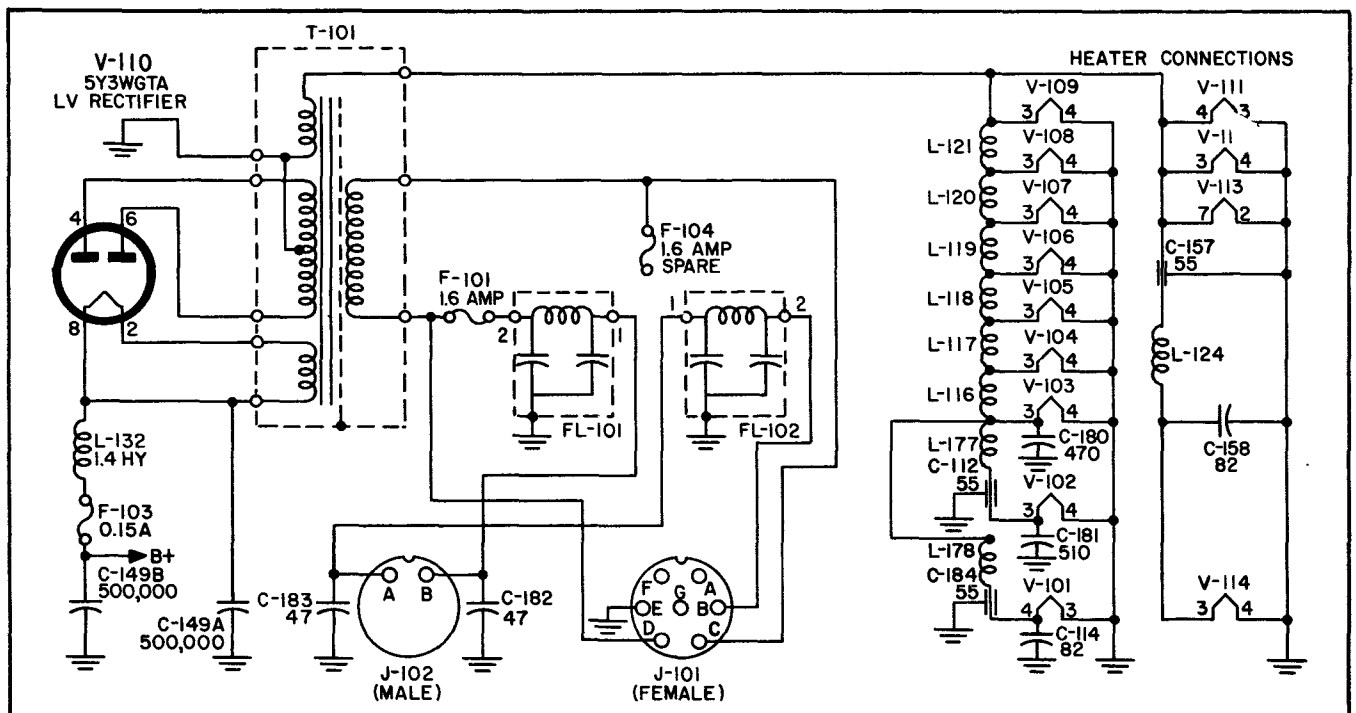 T-101
V-110
5Y3WGTA
LV RECTIFIER
4
6
8
2
L-132
1.4 HY
F-103
0.15A
B+
C-149B
500,000
C-149A
500,000
F-101
1.6 AMP
2
1
FL-101
F-104
1.6 AMP
SPARE
1
2
FL-102
C-183
47
A
B
C-182
47
J-102
(MALE)
F
A
G
E
B
D
C
J-101
(FEMALE)
HEATER CONNECTIONS
V-109
3 4
L-121
V-108
3 4
L-120
V-107
3 4
L-119
V-106
3 4
L-118
V-105
3 4
L-117
V-104
3 4
L-116
V-103
3 4
C-180
470
L-177
C-112
55
V-102
3 4
C-181
510
L-178
C-184
55
V-101
4 3
C-114
82
V-111
4 3
V-11
3 4
V-113
7 2
C-157
55
L-124
C-158
82
V-114
3 4